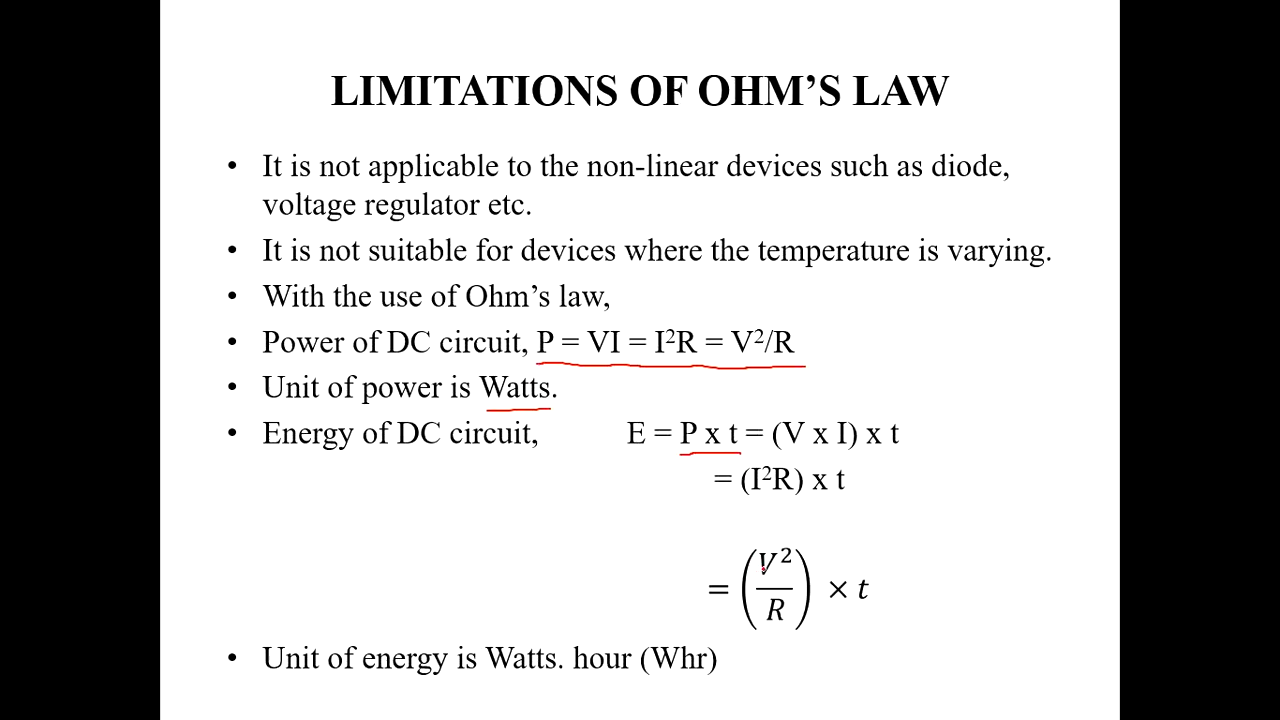 LIMITATIONS OF OHM’S LAW
• It is not applicable to the non-linear devices such as diode,
voltage regulator etc.
• It is not suitable for devices where the temperature is varying.
• With the use of Ohm’s law,
• Power of DC circuit, P = VI = I²R = V²/R
• Unit of power is Watts.
• Energy of DC circuit, E = P x t = (V x I) x t
= (I²R) x t
= (V²/R) × t
• Unit of energy is Watts. hour (Whr)